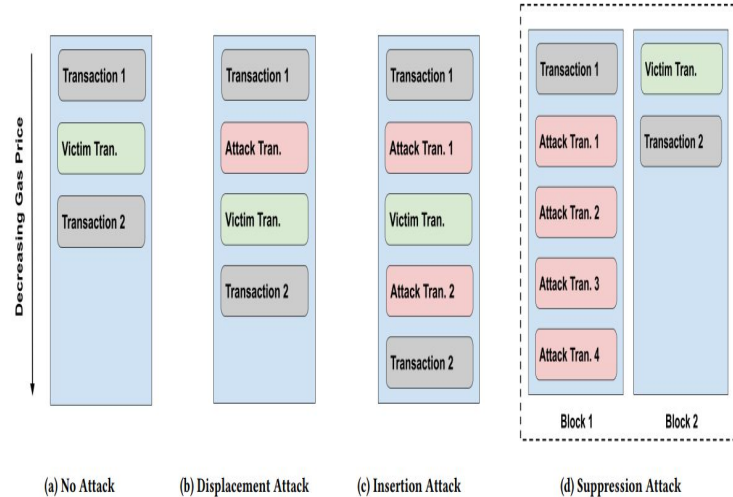 Decreasing Gas Price
Transaction 1
Victim Tran.
Transaction 2
Transaction 1
Attack Tran.
Victim Tran.
Transaction 2
Transaction 1
Attack Tran. 1
Victim Tran.
Attack Tran. 2
Transaction 2
Transaction 1
Attack Tran. 1
Attack Tran. 2
Attack Tran. 3
Attack Tran. 4
Block 1
Victim Tran.
Transaction 2
Block 2
(a) No Attack
(b) Displacement Attack
(c) Insertion Attack
(d) Suppression Attack